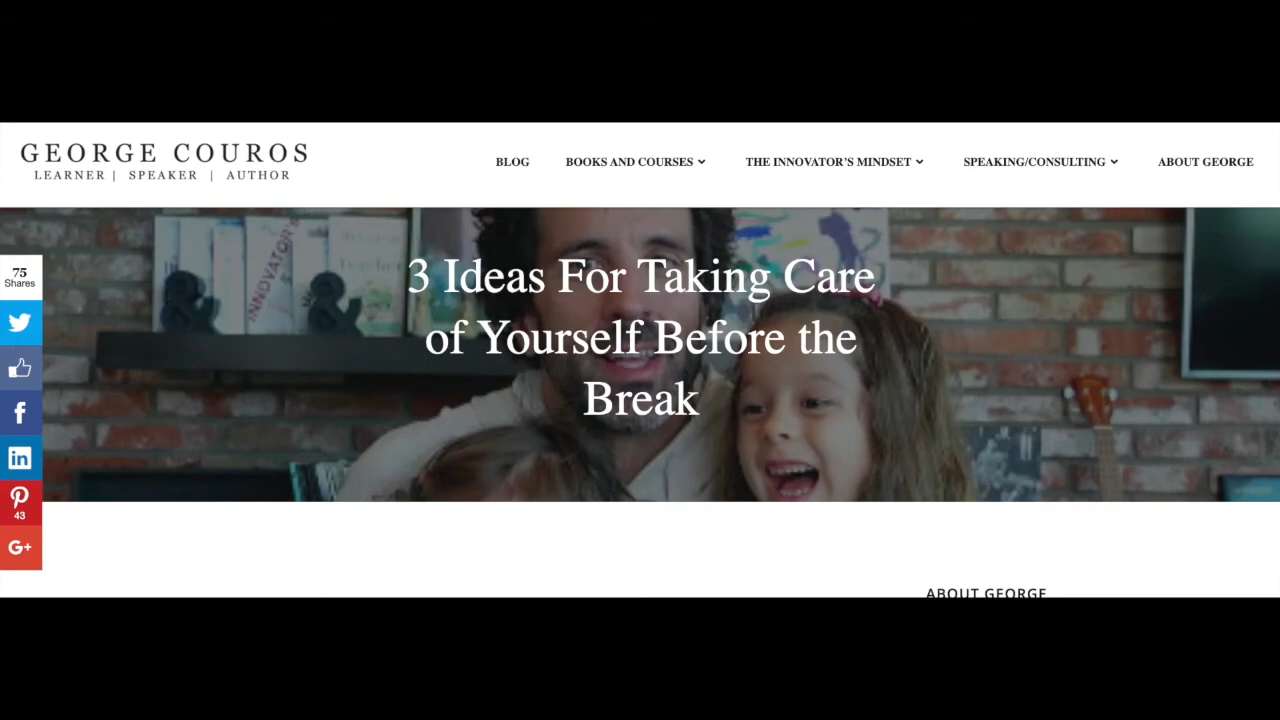 GEORGE COUROS
LEARNER | SPEAKER | AUTHOR
BLOG
BOOKS AND COURSES
THE INNOVATOR'S MINDSET
SPEAKING/CONSULTING
ABOUT GEORGE
75
Shares
43
G+
INNOVATOR'S
3 Ideas For Taking Care
of Yourself Before the
Break
ABOUT GEORGE